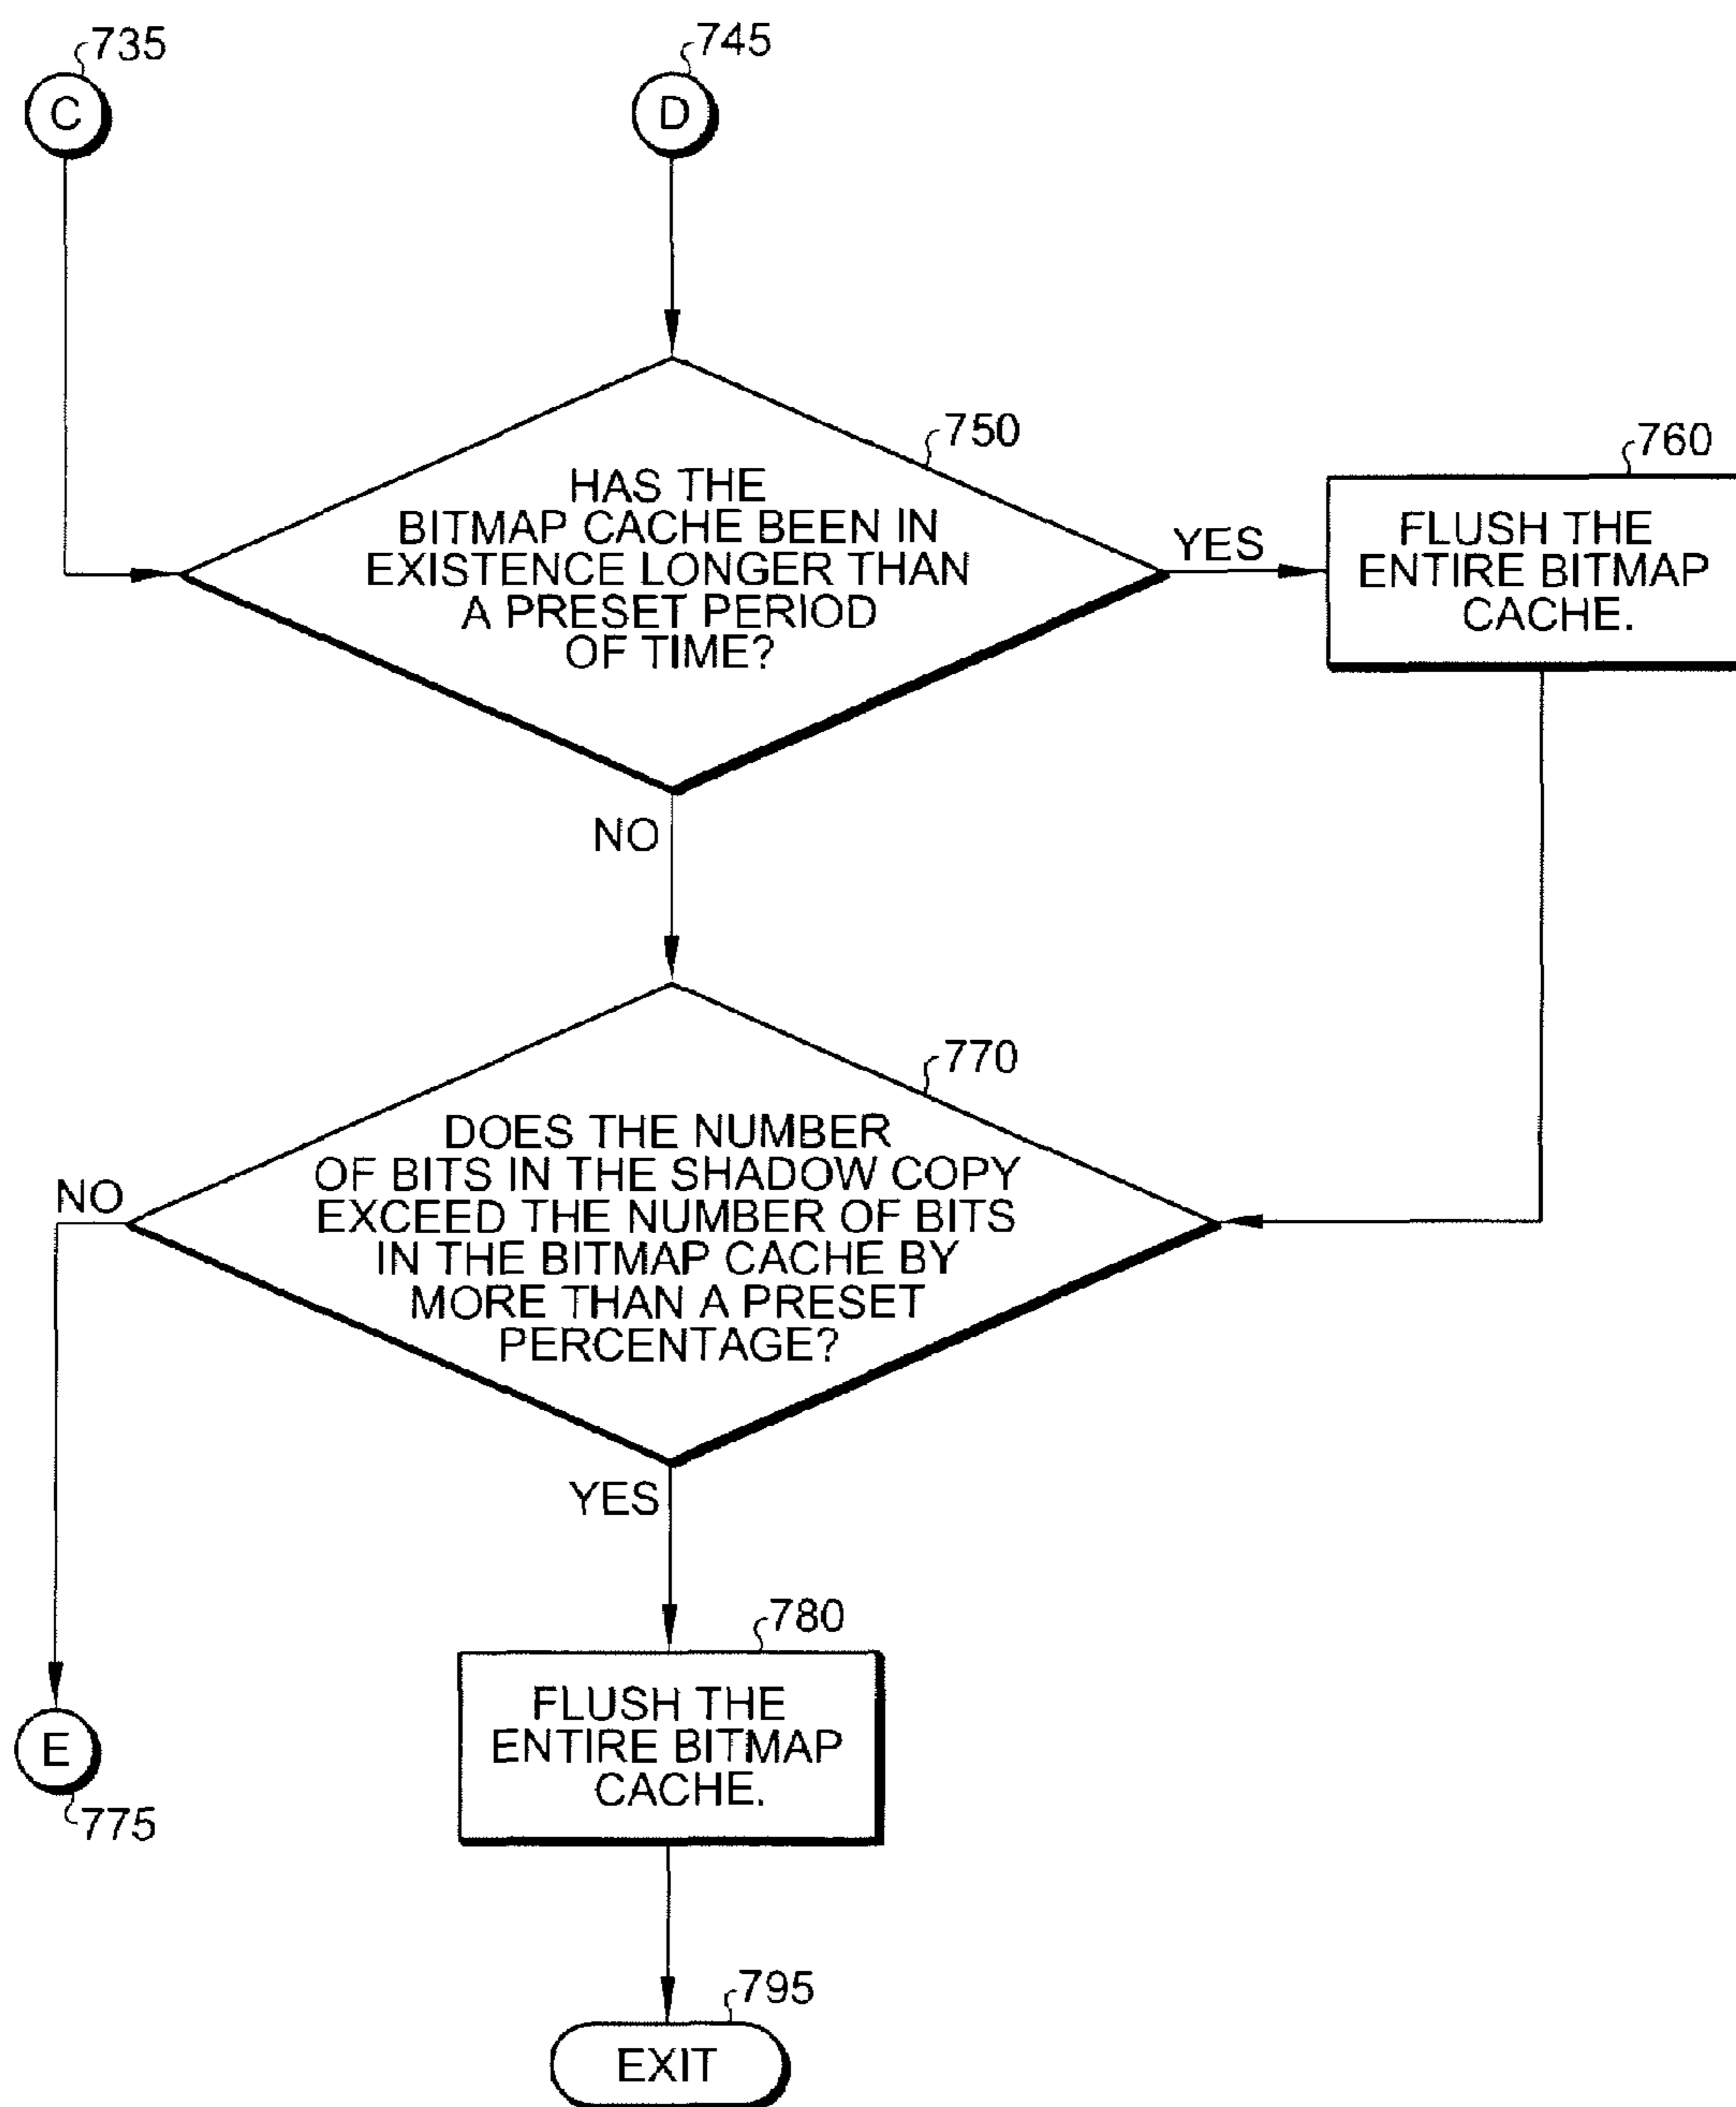 735
C
745
D
750
HAS THE
BITMAP CACHE BEEN IN
EXISTENCE LONGER THAN
A PRESET PERIOD
OF TIME?
YES
760
FLUSH THE
ENTIRE BITMAP
CACHE.
NO
770
DOES THE NUMBER
OF BITS IN THE SHADOW COPY
EXCEED THE NUMBER OF BITS
IN THE BITMAP CACHE BY
MORE THAN A PRESET
PERCENTAGE?
NO
E
775
YES
780
FLUSH THE
ENTIRE BITMAP
CACHE.
795
EXIT